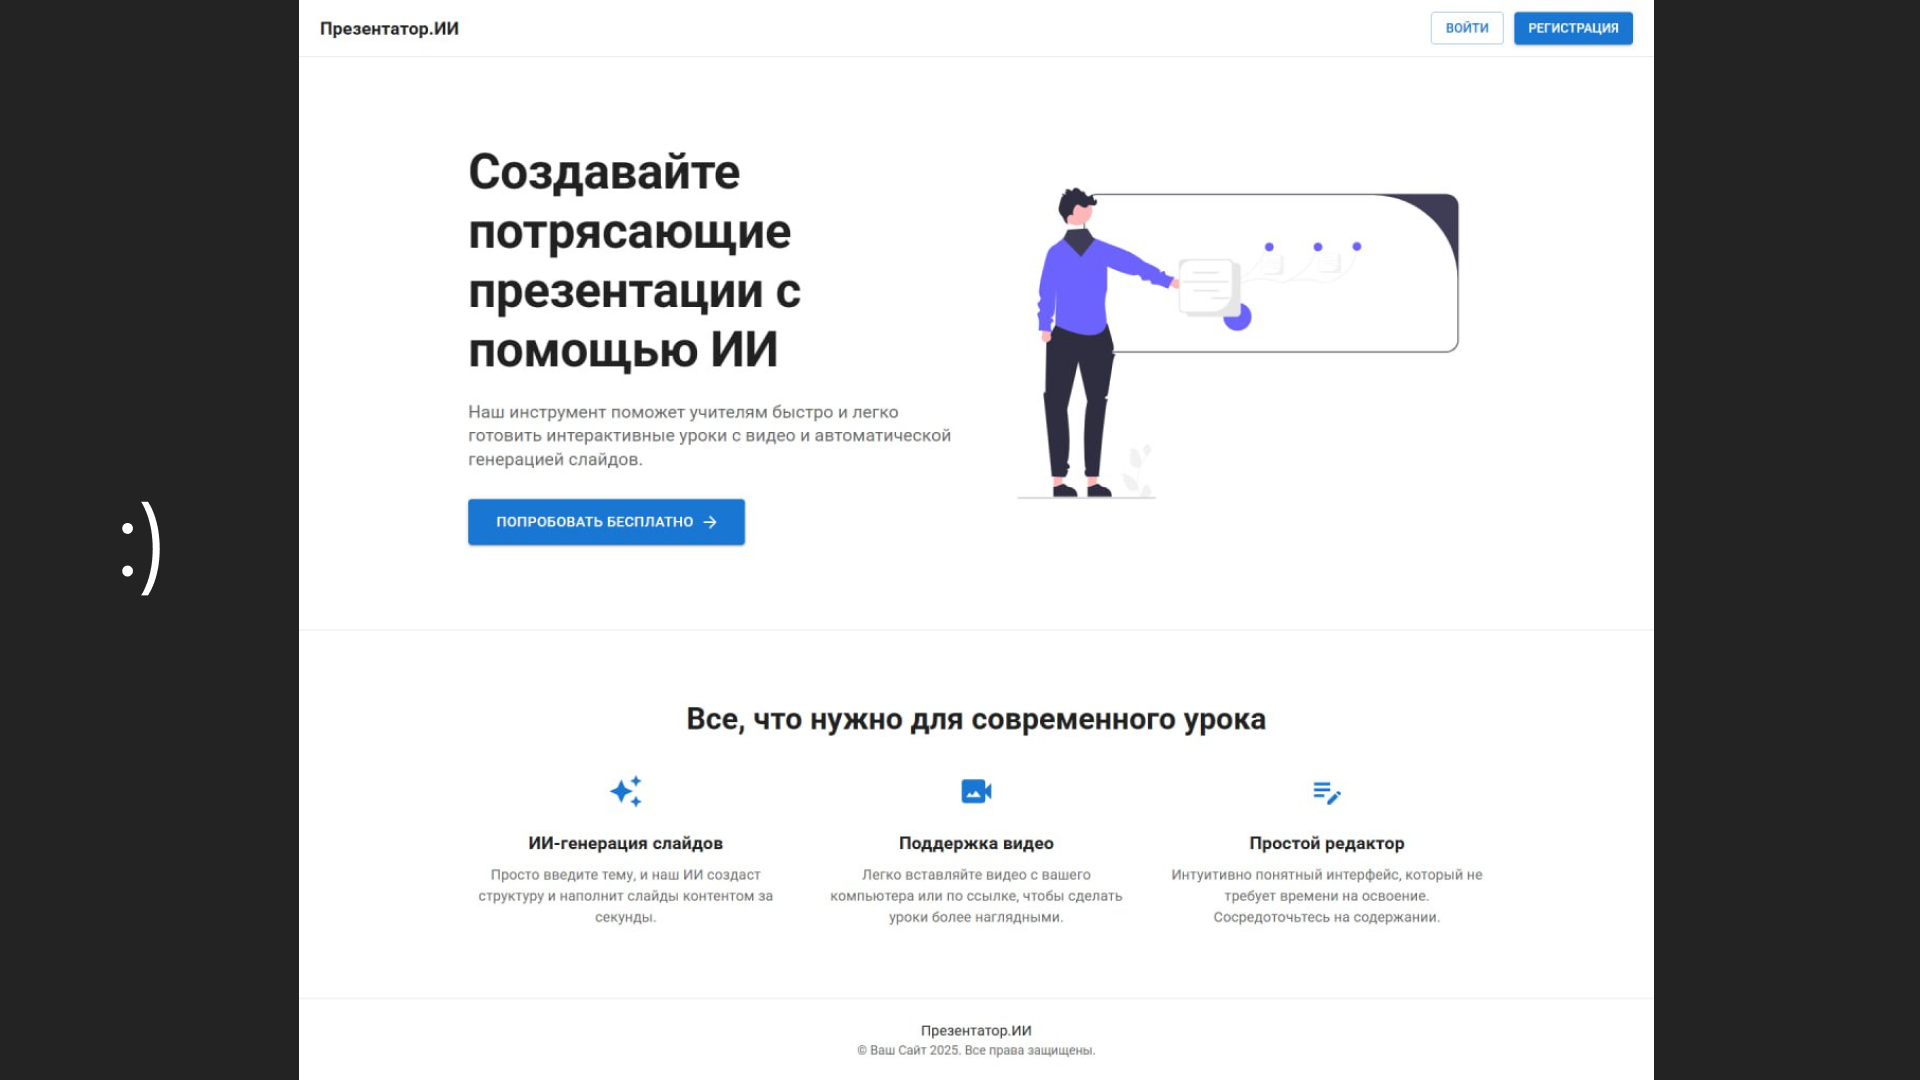 Презентатор.ИИ
ВОЙТИ
РЕГИСТРАЦИЯ
Создавайте
потрясающие
презентации с
помощью ИИ
Наш инструмент поможет учителям быстро и легко
готовить интерактивные уроки с видео и автоматической
генерацией слайдов.
ПОПРОБОВАТЬ БЕСПЛАТНО →
:)
Все, что нужно для современного урока
ИИ-генерация слайдов
Просто введите тему, и наш ИИ создаст
структуру и наполнит слайды контентом за
секунды.
Поддержка видео
Легко вставляйте видео с вашего
компьютера или по ссылке, чтобы сделать
уроки более наглядными.
Простой редактор
Интуитивно понятный интерфейс, который не
требует времени на освоение.
Сосредоточьтесь на содержании.
Презентатор.ИИ
© Ваш Сайт 2025. Все права защищены.